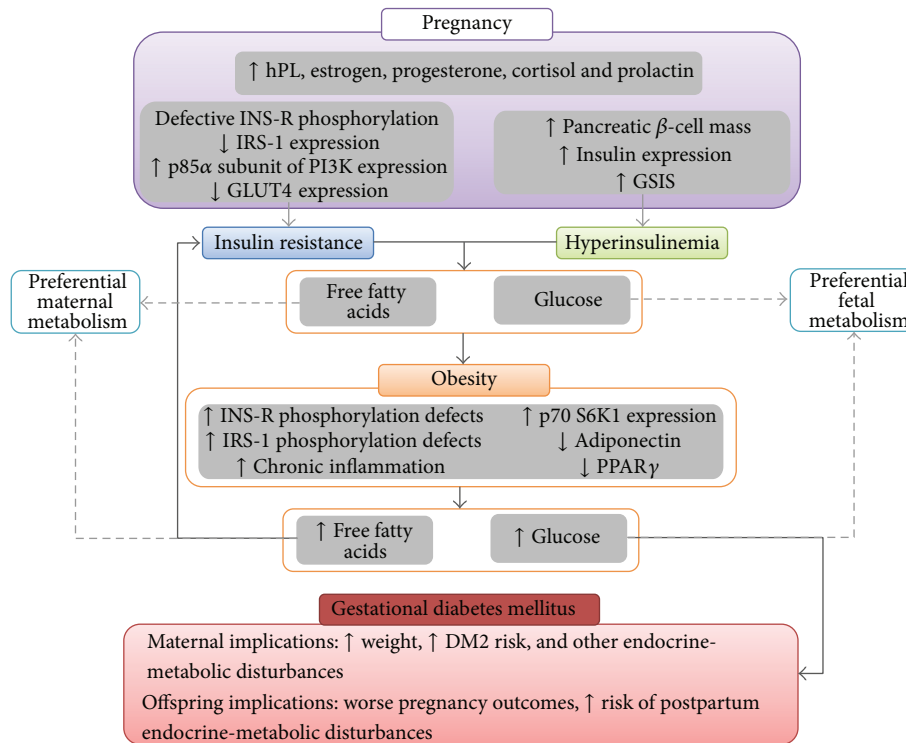 Pregnancy
↑ hPL, estrogen, progesterone, cortisol and prolactin
Defective INS-R phosphorylation
↓ IRS-1 expression
↑ p85α subunit of PI3K expression
↓ GLUT4 expression
↑ Pancreatic β-cell mass
↑ Insulin expression
↑ GSIS
Insulin resistance
Hyperinsulinemia
Preferential
maternal
metabolism
Free fatty
acids
Glucose
Preferential
fetal
metabolism
Obesity
↑ INS-R phosphorylation defects
↑ IRS-1 phosphorylation defects
↑ Chronic inflammation
↑ p70 S6K1 expression
↓ Adiponectin
↓ PPARγ
↑ Free fatty
acids
↑ Glucose
Gestational diabetes mellitus
Maternal implications: ↑ weight, ↑ DM2 risk, and other endocrine-
metabolic disturbances
Offspring implications: worse pregnancy outcomes, ↑ risk of postpartum
endocrine-metabolic disturbances